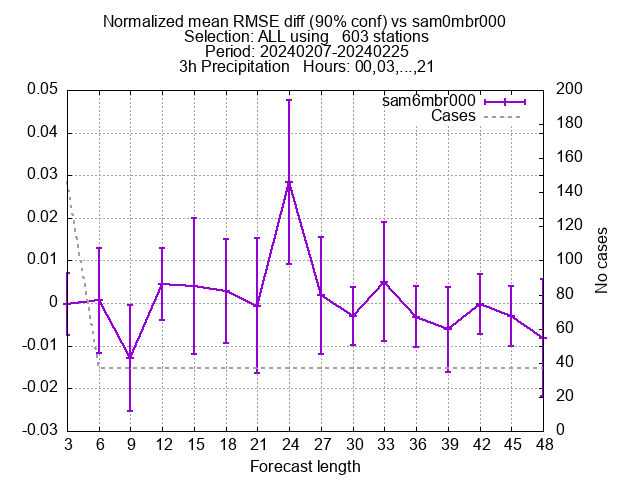 Normalized mean RMSE diff (90% conf) vs sam0mbr000
Selection: ALL using   603 stations
Period: 20240207-20240225
3h Precipitation   Hours: 00,03,...,21
sam6mbr000
Cases
0.05
0.04
0.03
0.02
0.01
0
-0.01
-0.02
-0.03
200
180
160
140
120
100
80
60
40
20
0
No cases
3 6 9 12 15 18 21 24 27 30 33 36 39 42 45 48
Forecast length